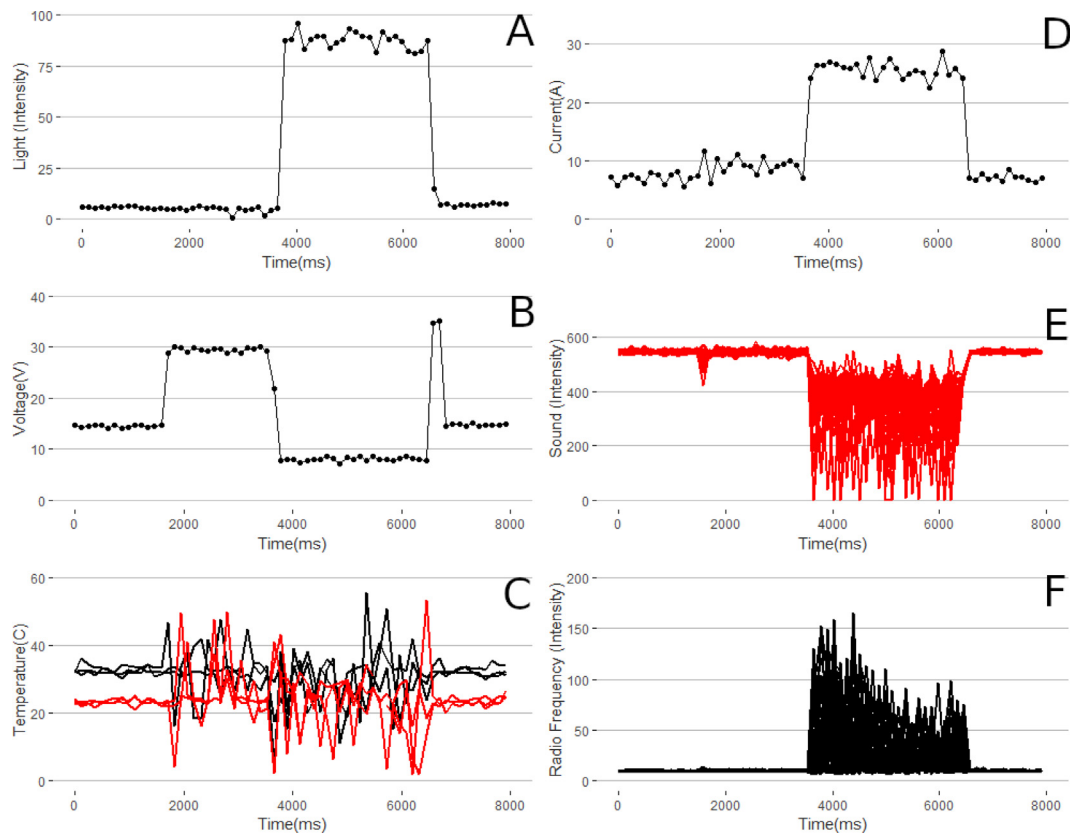 A
Light (Intensity)
100
75
50
25
0
0 2000 4000 6000 8000
Time(ms)
D
Current(A)
30
20
10
0
0 2000 4000 6000 8000
Time(ms)
B
Voltage(V)
40
30
20
10
0
0 2000 4000 6000 8000
Time(ms)
E
Sound (Intensity)
600
400
200
0
0 2000 4000 6000 8000
Time(ms)
C
Temperature(C)
60
40
20
0
0 2000 4000 6000 8000
Time(ms)
F
Radio Frequency (Intensity)
200
150
100
50
0
0 2000 4000 6000 8000
Time(ms)